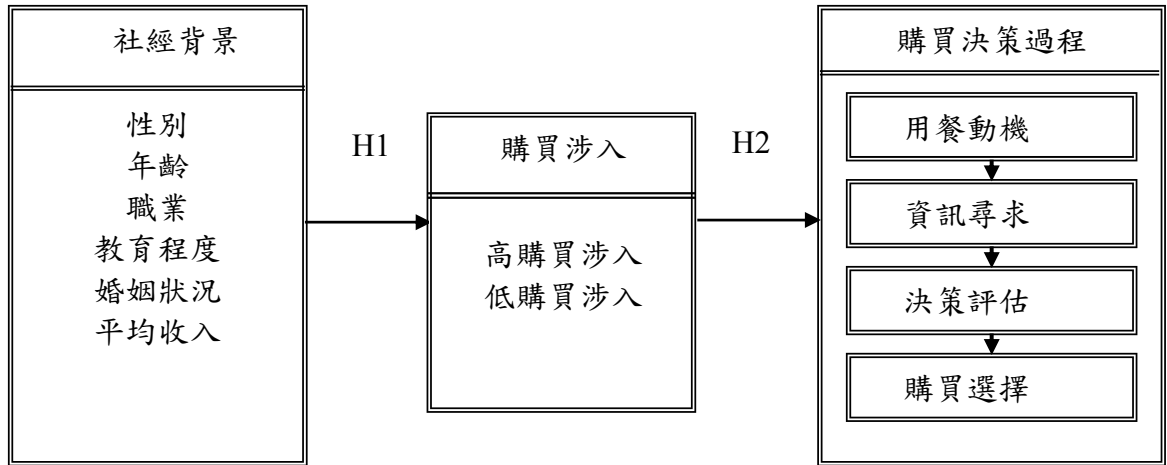 社經背景
性別
年齡
職業
教育程度
婚姻狀況
平均收入
H1
購買涉入
高購買涉入
低購買涉入
H2
購買決策過程
用餐動機
資訊尋求
決策評估
購買選擇